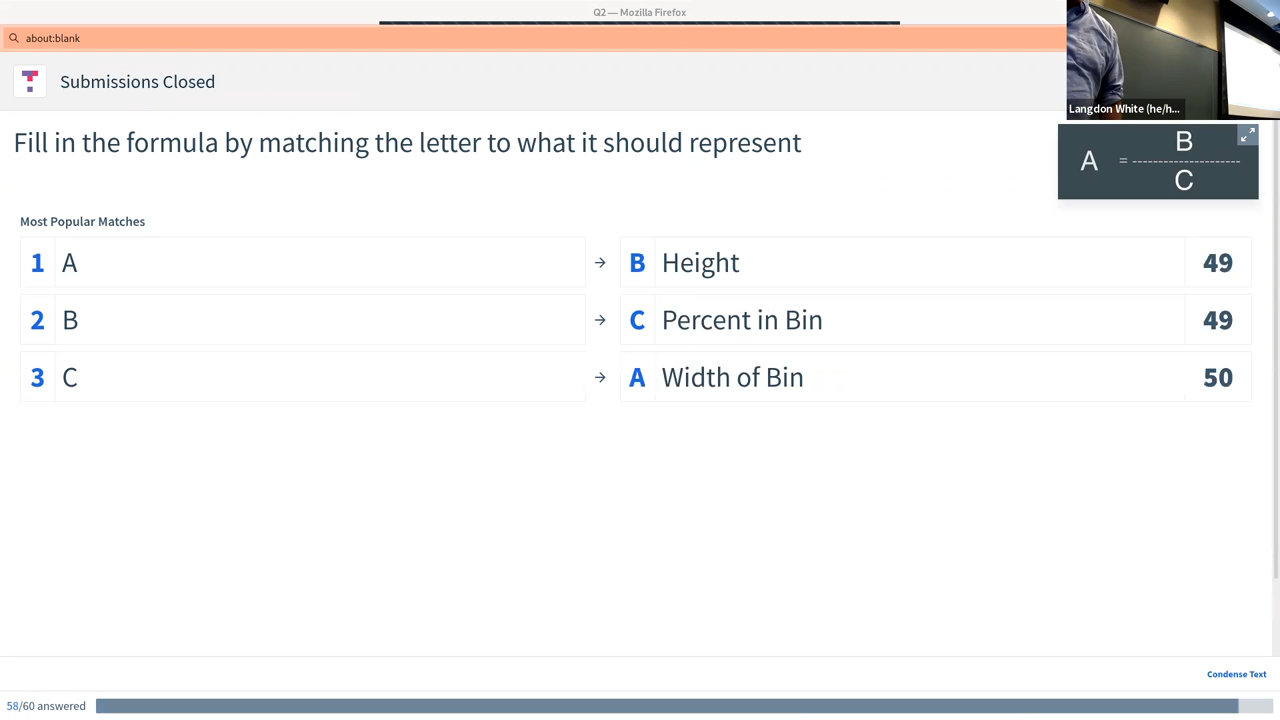 Q2 — Mozilla Firefox
about:blank
Submissions Closed
Langdon White (he/h...
Fill in the formula by matching the letter to what it should represent
A = B
C
Most Popular Matches
1 A → B Height 49
2 B → C Percent in Bin 49
3 C → A Width of Bin 50
Condense Text
58/60 answered